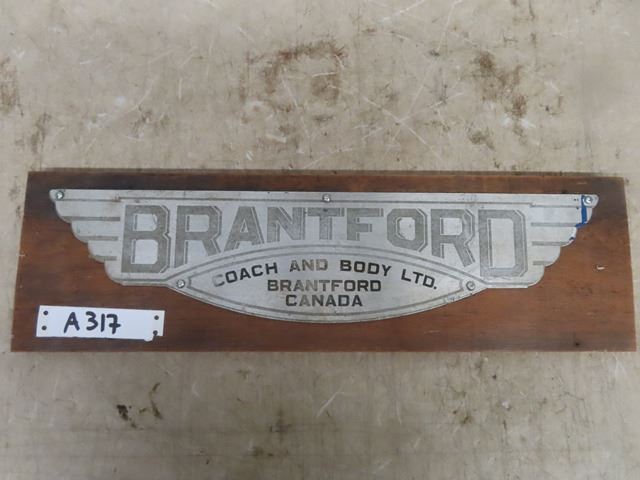 BRANTFORD
COACH AND BODY LTD.
BRANTFORD
CANADA
A317